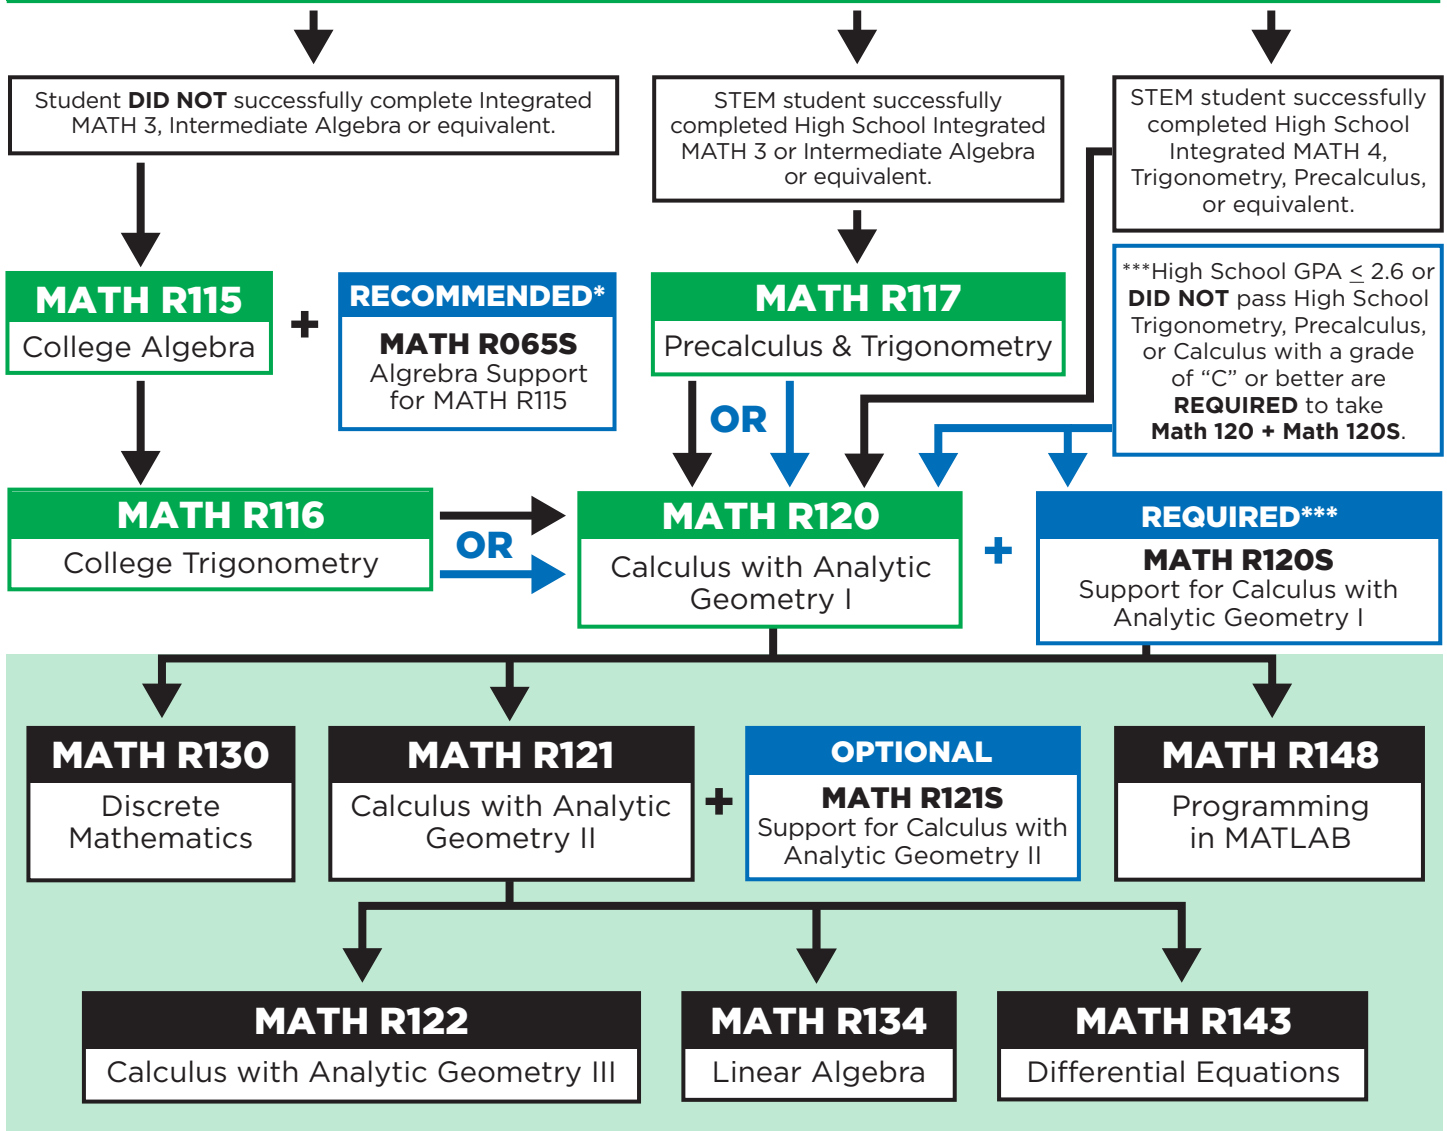 Student DID NOT successfully complete Integrated
MATH 3, Intermediate Algebra or equivalent.
STEM student successfully
completed High School Integrated
MATH 3 or Intermediate Algebra
or equivalent.
STEM student successfully
completed High School
Integrated MATH 4,
Trigonometry, Precalculus,
or equivalent.
MATH R115
College Algebra
+
RECOMMENDED*
MATH R065S
Algrebra Support
for MATH R115
MATH R117
Precalculus & Trigonometry
***High School GPA ≤ 2.6 or
DID NOT pass High School
Trigonometry, Precalculus,
or Calculus with a grade
of “C” or better are
REQUIRED to take
Math 120 + Math 120S.
OR
MATH R116
College Trigonometry
OR
MATH R120
Calculus with Analytic
Geometry I
+
REQUIRED***
MATH R120S
Support for Calculus with
Analytic Geometry I
MATH R130
Discrete
Mathematics
MATH R121
Calculus with Analytic
Geometry II
+
OPTIONAL
MATH R121S
Support for Calculus with
Analytic Geometry II
MATH R148
Programming
in MATLAB
MATH R122
Calculus with Analytic Geometry III
MATH R134
Linear Algebra
MATH R143
Differential Equations